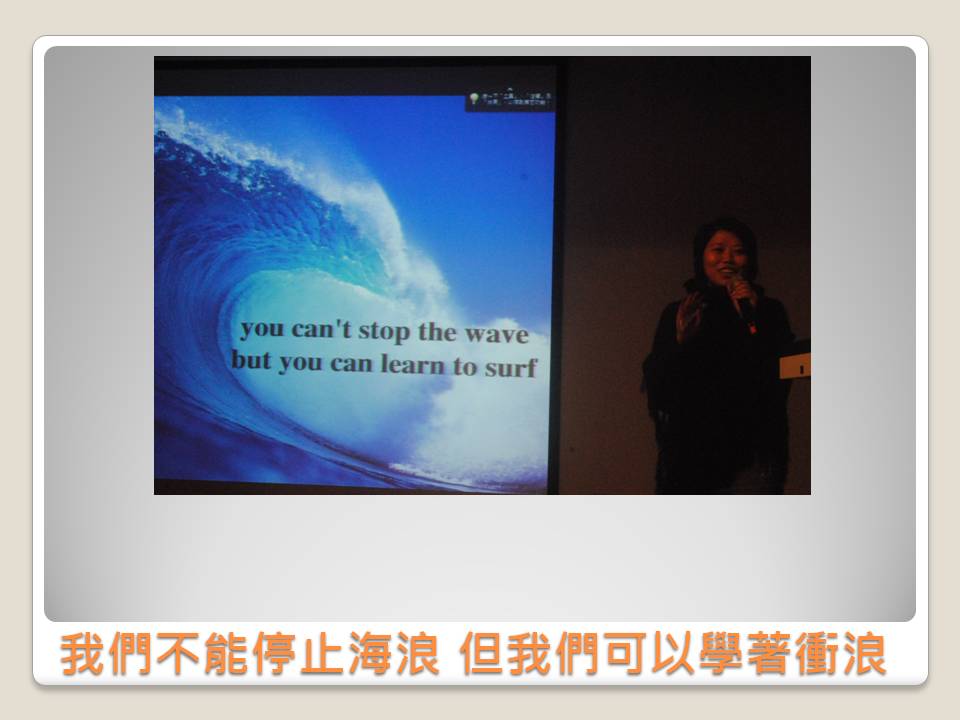 you can't stop the wave
but you can learn to surf
我們不能停止海浪 但我們可以學著衝浪